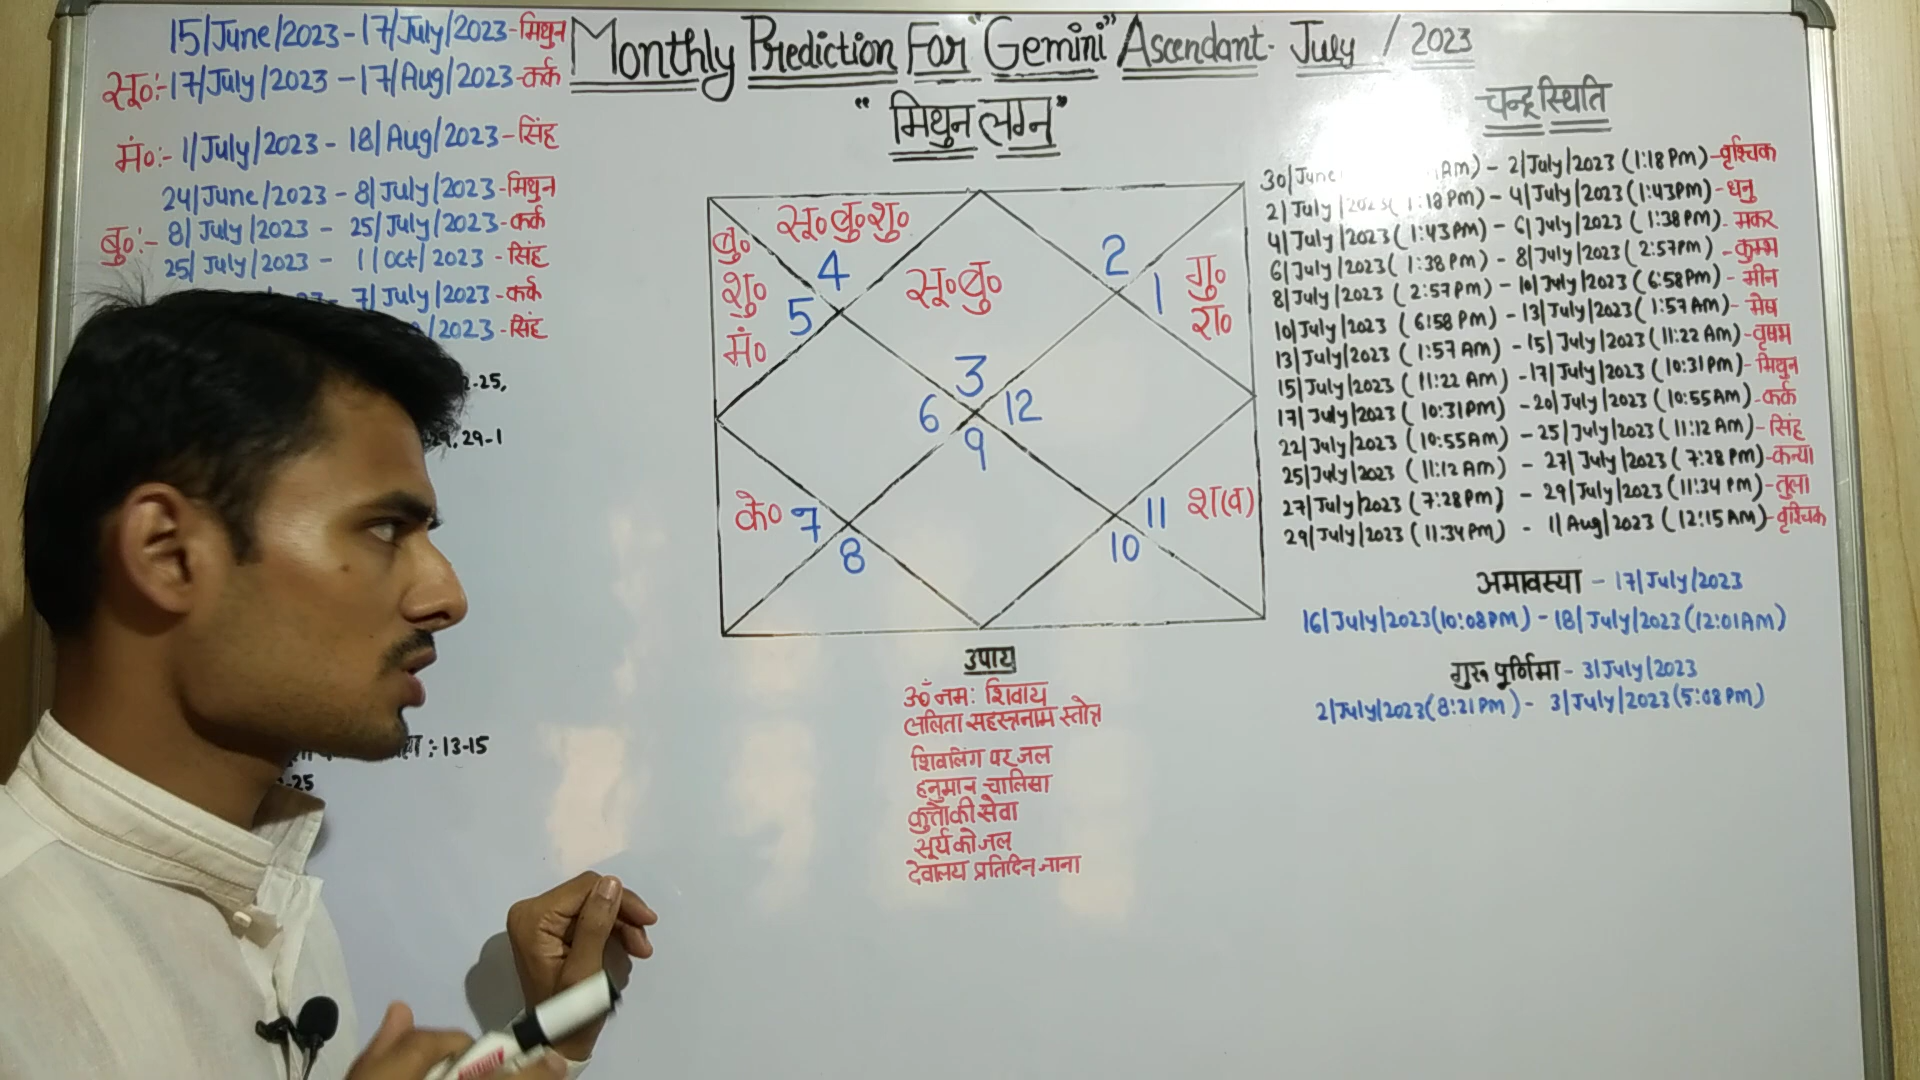 Monthly Prediction For "Gemini" Ascendant- July / 2023
"मिथुन लग्न"
15/June/2023 - 17/July/2023 - मिथुन
सू०:- 17/July/2023 - 17/Aug/2023 - कर्क
मं०:- 1/July/2023 - 18/Aug/2023 - सिंह
24/June/2023 - 8/July/2023 - मिथुन
बु०:- 8/July/2023 - 25/July/2023 - कर्क
25/July/2023 - 1/Oct/2023 - सिंह
- 7/July/2023 - कर्क
/2023 - सिंह
2-25,
29-1
:- 13-15
-25
सू० बु० शु०
बु०
शु०
मं०
4
5
सू० बु०
2
1
गु०
रा०
3
6
12
9
के० 7
8
11 श(व)
10
उपाय
ॐ नमः शिवाय
ललिता सहस्त्रनाम स्तोत्र
शिवलिंग पर जल
हनुमान चालिसा
कुत्तो की सेवा
सूर्य को जल
देवालय प्रतिदिन जाना
चन्द्र स्थिति
30/June Am) - 2/July/2023 (1:18 Pm) - वृश्चिक
2/July/2023 (1:18 Pm) - 4/July/2023 (1:43 PM) - धनु
4/July/2023 (1:43 PM) - 6/July/2023 (1:38 PM) - मकर
6/July/2023 (1:38 PM) - 8/July/2023 (2:57 PM) - कुम्भ
8/July/2023 (2:57 PM) - 10/July/2023 (6:58 PM) - मीन
10/July/2023 (6:58 PM) - 13/July/2023 (1:57 AM) - मेष
13/July/2023 (1:57 AM) - 15/July/2023 (11:22 AM) - वृषभ
15/July/2023 (11:22 AM) - 17/July/2023 (10:31 PM) - मिथुन
17/July/2023 (10:31 PM) - 20/July/2023 (10:55 AM) - कर्क
22/July/2023 (10:55 AM) - 25/July/2023 (11:12 AM) - सिंह
25/July/2023 (11:12 AM) - 27/July/2023 (7:28 PM) - कन्या
27/July/2023 (7:28 PM) - 29/July/2023 (11:34 PM) - तुला
29/July/2023 (11:34 PM) - 1/Aug/2023 (12:15 AM) - वृश्चिक
अमावस्या - 17/July/2023
16/July/2023 (10:08 PM) - 18/July/2023 (12:01 AM)
गुरु पूर्णिमा - 3/July/2023
2/July/2023 (8:21 PM) - 3/July/2023 (5:08 PM)